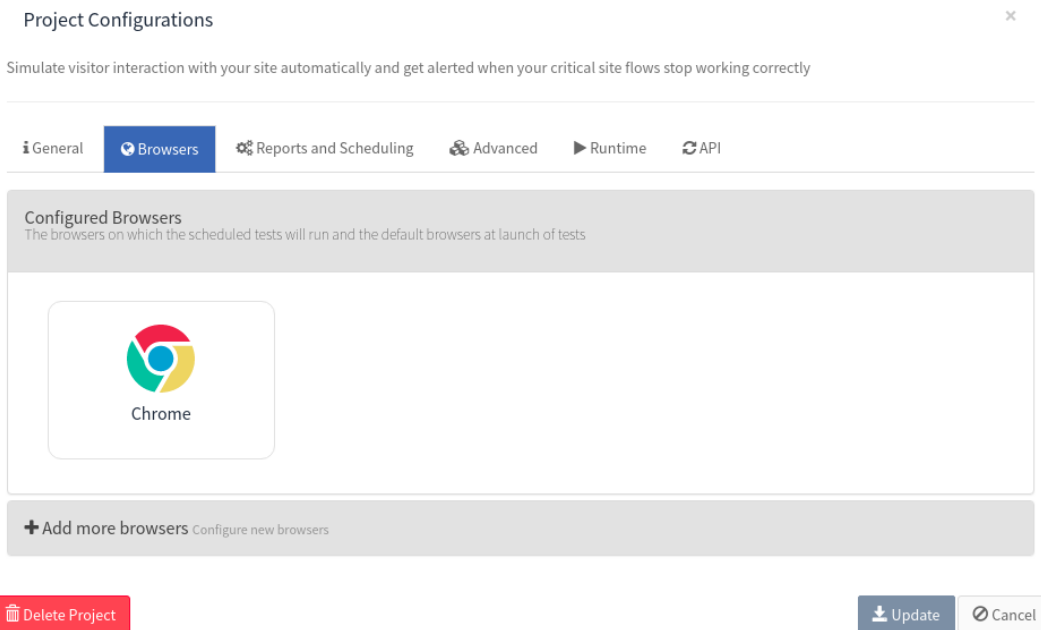 Project Configurations
×
Simulate visitor interaction with your site automatically and get alerted when your critical site flows stop working correctly
General Browsers Reports and Scheduling Advanced Runtime API
Configured Browsers
The browsers on which the scheduled tests will run and the default browsers at launch of tests
Chrome
Add more browsers Configure new browsers
Delete Project Update Cancel